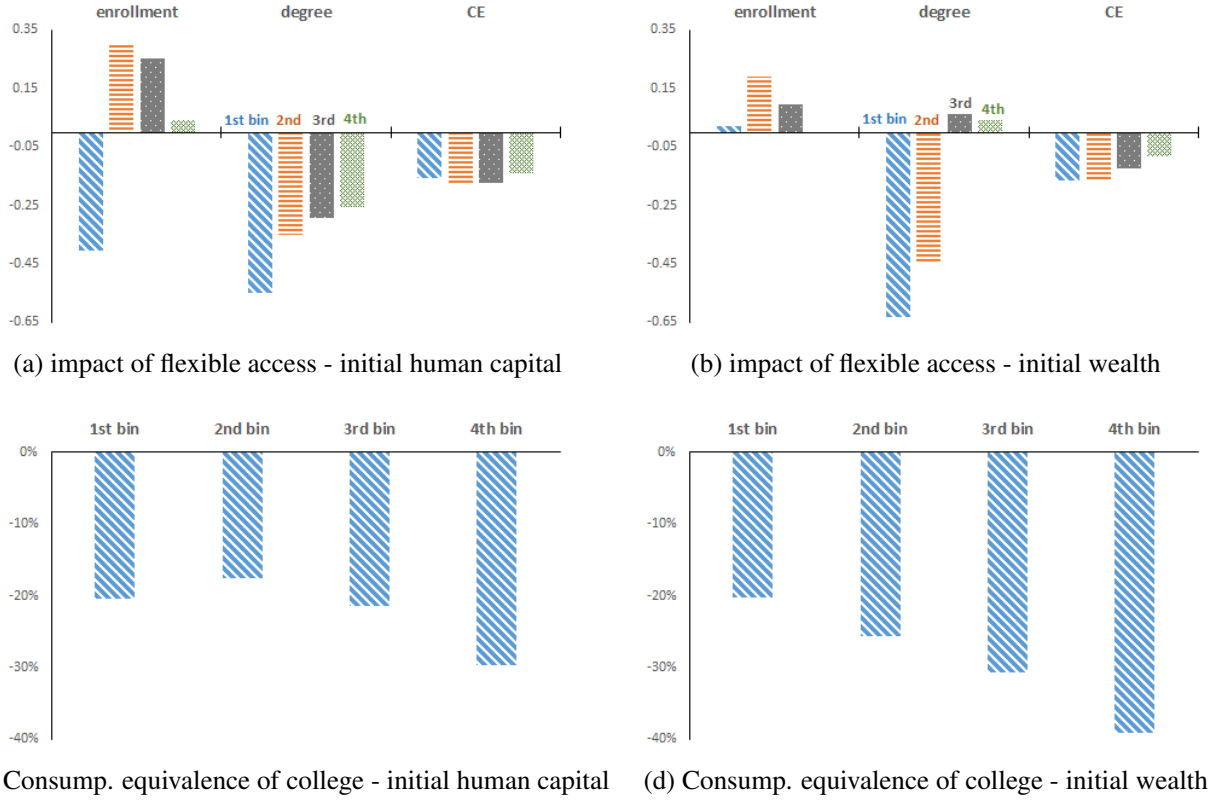 enrollment degree CE
0.35
0.15
-0.05
-0.25
-0.45
-0.65
1st bin 2nd 3rd 4th
(a) impact of flexible access - initial human capital
enrollment degree CE
0.35
0.15
-0.05
-0.25
-0.45
-0.65
1st bin 2nd 3rd 4th
(b) impact of flexible access - initial wealth
1st bin 2nd bin 3rd bin 4th bin
0%
-10%
-20%
-30%
-40%
Consump. equivalence of college - initial human capital
1st bin 2nd bin 3rd bin 4th bin
0%
-10%
-20%
-30%
-40%
(d) Consump. equivalence of college - initial wealth